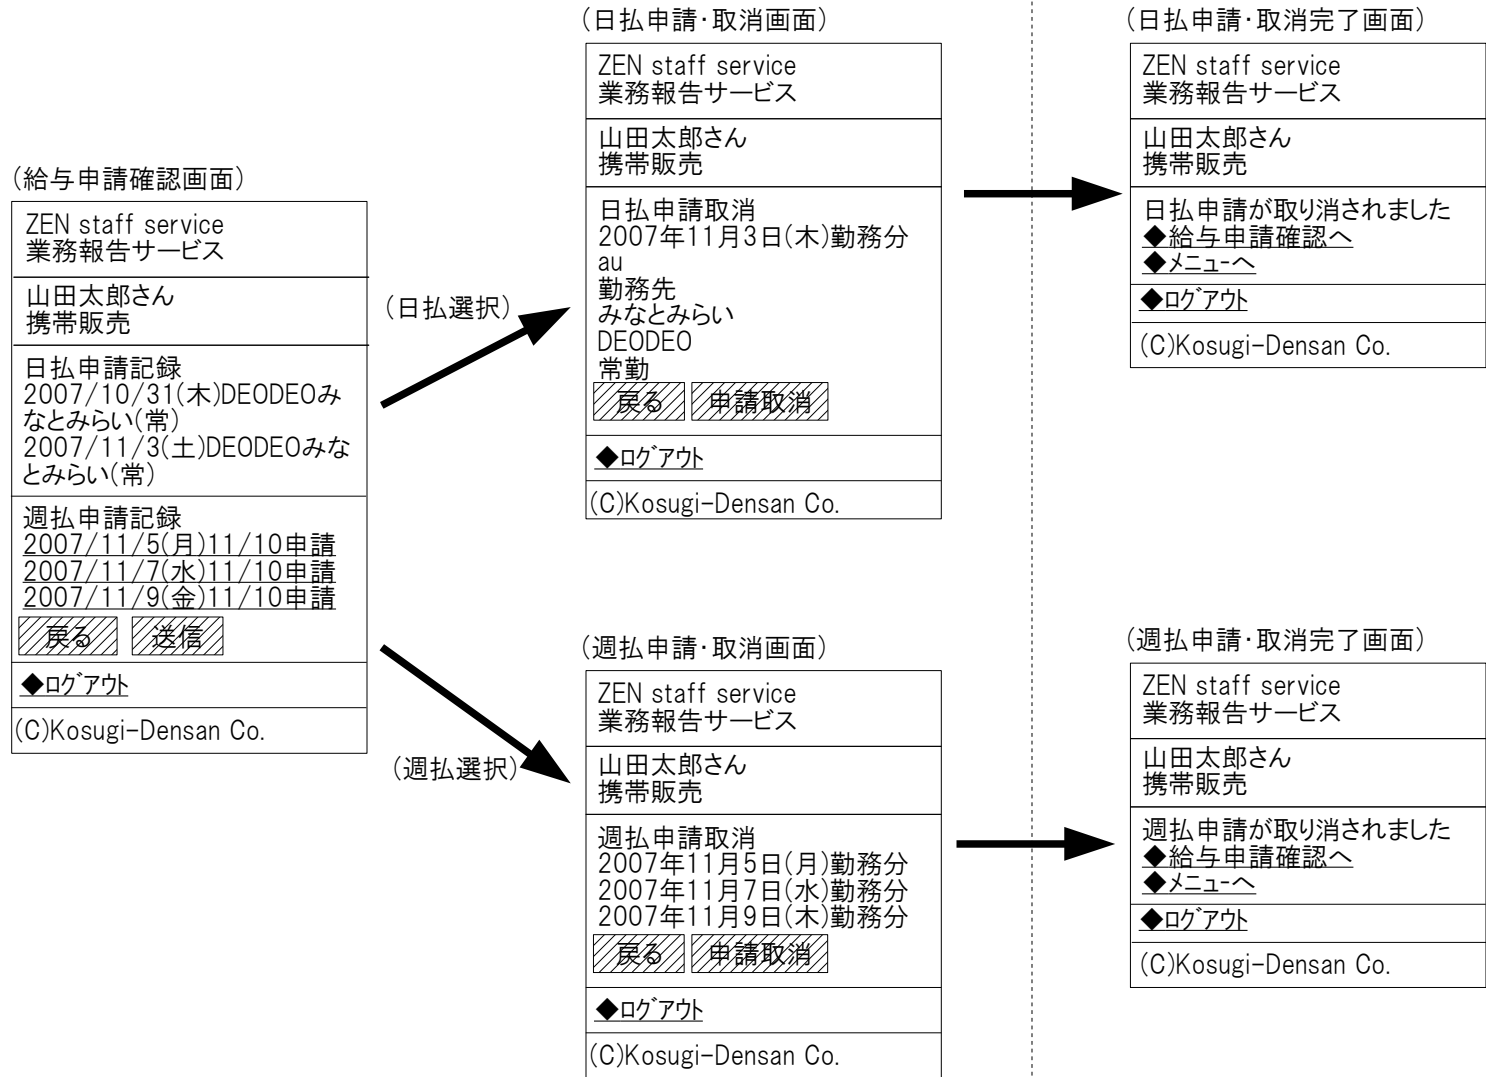 (給与申請確認画面)
ZEN staff service
業務報告サービス
山田太郎さん
携帯販売
日払申請記録
2007/10/31(木)DEODEOみ
なとみらい(常)
2007/11/3(土)DEODEOみな
とみらい(常)
週払申請記録
2007/11/5(月)11/10申請
2007/11/7(水)11/10申請
2007/11/9(金)11/10申請
戻る 送信
◆ログアウト
(C)Kosugi-Densan Co.
(日払選択)
(週払選択)
(日払申請・取消画面)
ZEN staff service
業務報告サービス
山田太郎さん
携帯販売
日払申請取消
2007年11月3日(木)勤務分
au
勤務先
みなとみらい
DEODEO
常勤
戻る 申請取消
◆ログアウト
(C)Kosugi-Densan Co.
(日払申請・取消完了画面)
ZEN staff service
業務報告サービス
山田太郎さん
携帯販売
日払申請が取り消されました
◆給与申請確認へ
◆メニューへ
◆ログアウト
(C)Kosugi-Densan Co.
(週払申請・取消画面)
ZEN staff service
業務報告サービス
山田太郎さん
携帯販売
週払申請取消
2007年11月5日(月)勤務分
2007年11月7日(水)勤務分
2007年11月9日(木)勤務分
戻る 申請取消
◆ログアウト
(C)Kosugi-Densan Co.
(週払申請・取消完了画面)
ZEN staff service
業務報告サービス
山田太郎さん
携帯販売
週払申請が取り消されました
◆給与申請確認へ
◆メニューへ
◆ログアウト
(C)Kosugi-Densan Co.